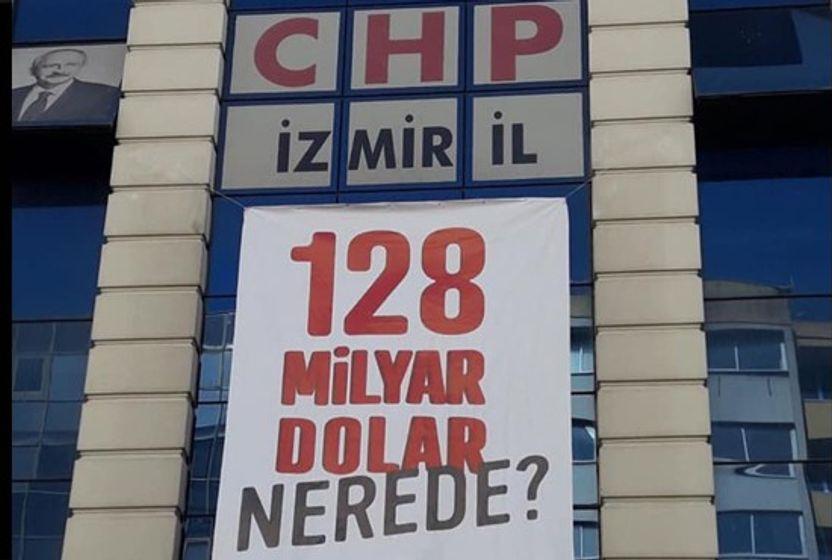 CHP
İZMİR İL
128
MİLYAR
DOLAR
NEREDE?